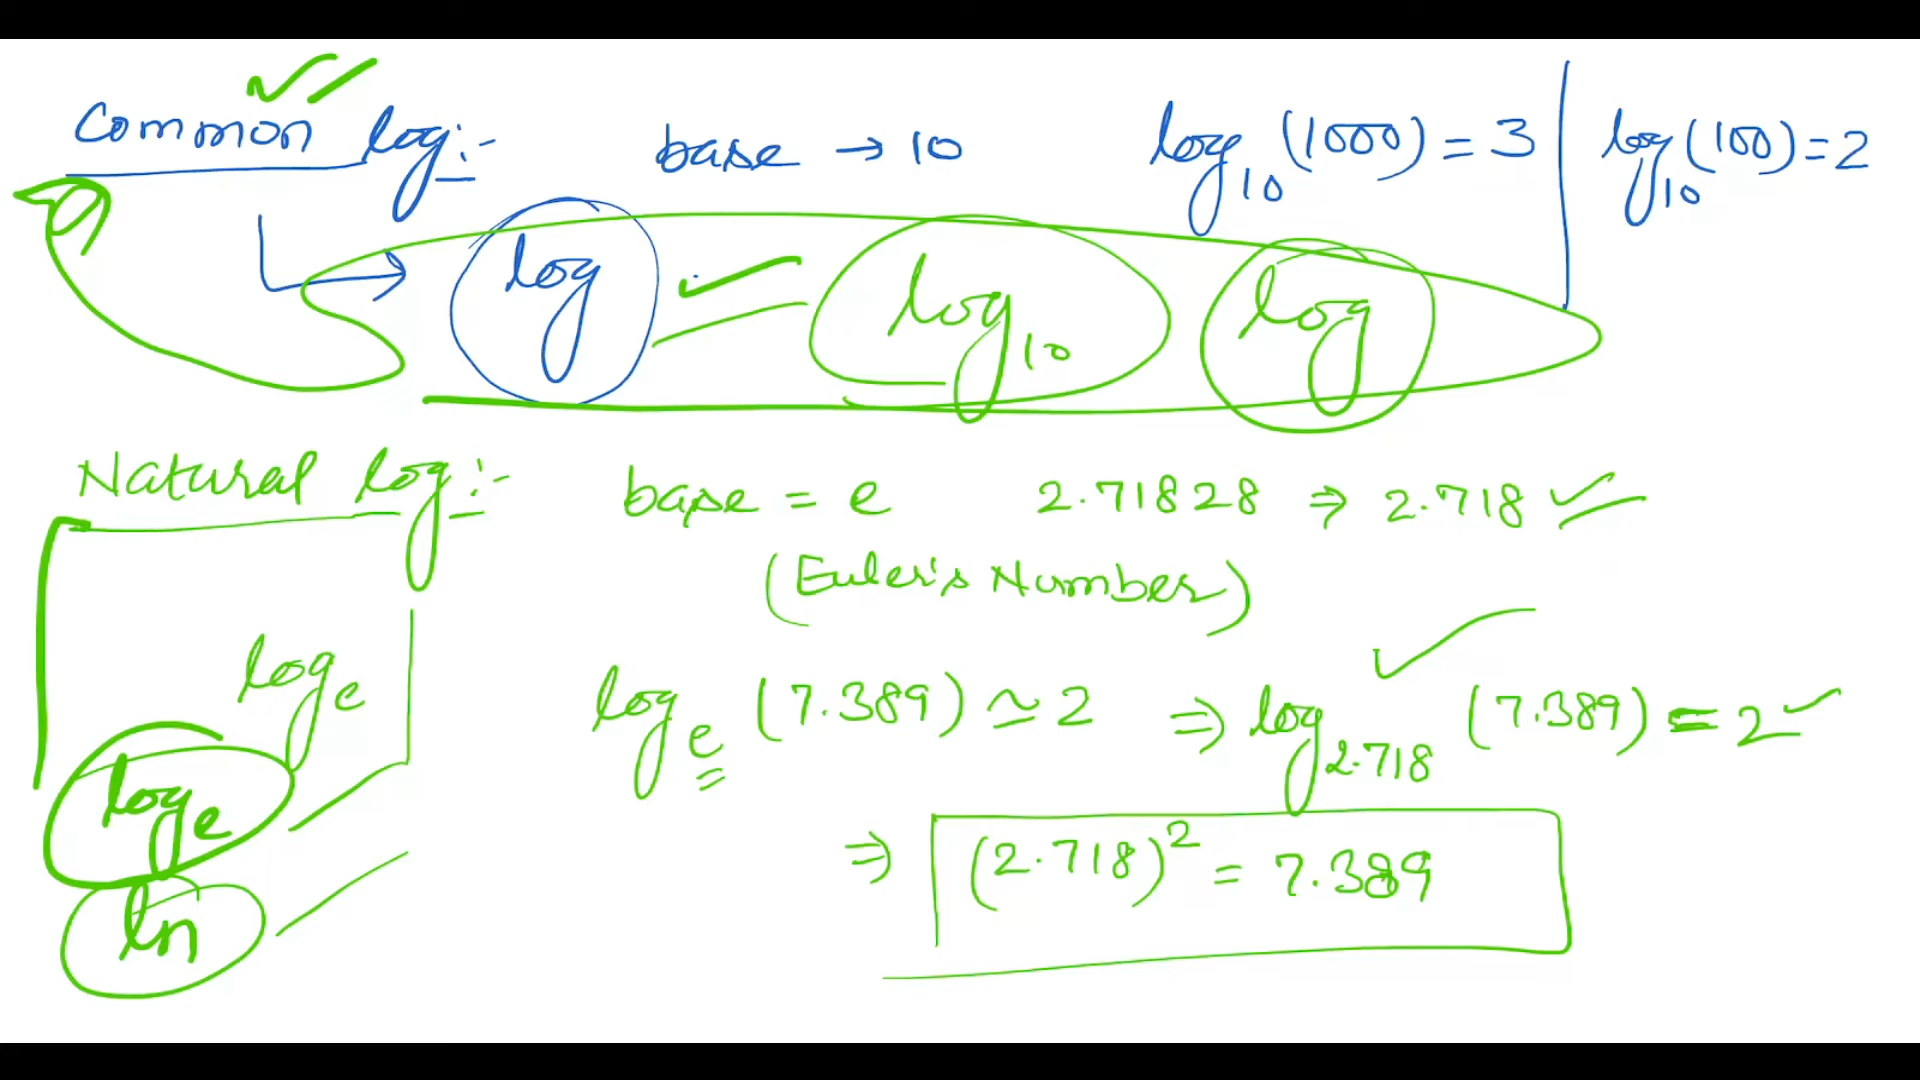 Common log:- base → 10 log₁₀(1000) = 3 log₁₀(100) = 2
log log₁₀ log
Natural log:- base = e 2.71828 ⇒ 2.718
(Euler's Number)
logₑ
logₑ (7.389) ≃ 2 ⇒ log₂.₇₁₈ (7.389) = 2
logₑ
⇒ (2.718)² = 7.389
ln